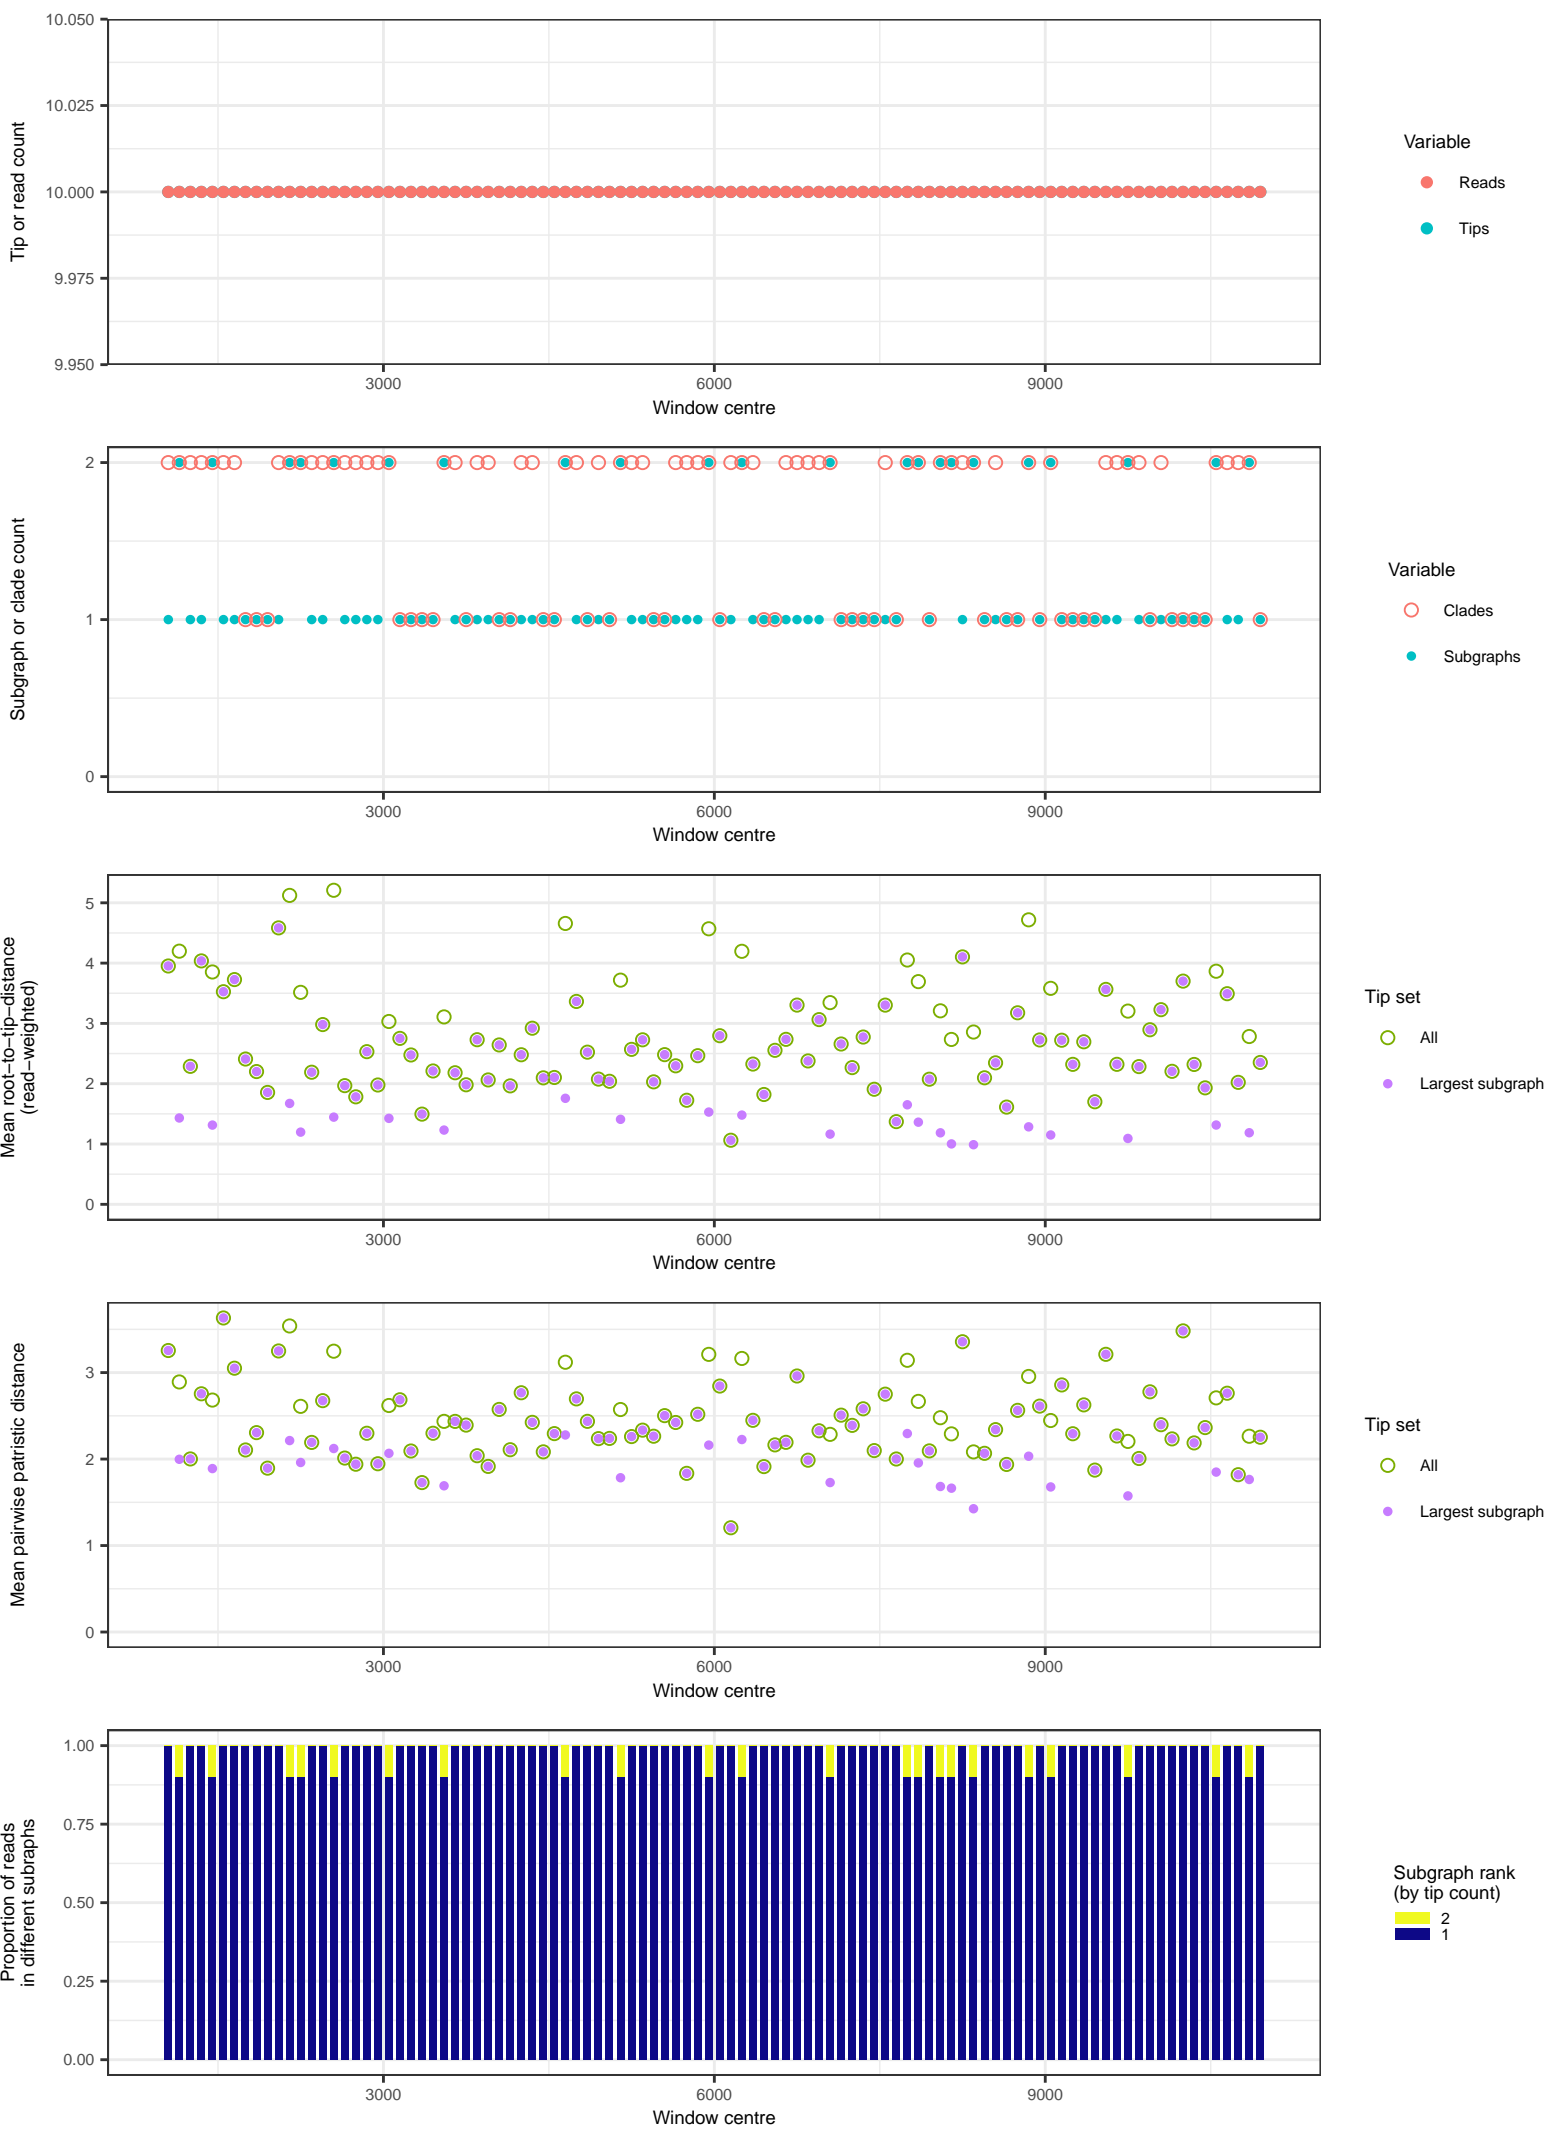 10.050
10.025
10.000
9.975
9.950
Tip or read count
3000
6000
9000
Window centre
Variable
Reads
Tips
2
1
0
Subgraph or clade count
3000
6000
9000
Window centre
Variable
Clades
Subgraphs
5
4
3
2
1
0
Mean root−to−tip−distance
(read−weighted)
3000
6000
9000
Window centre
Tip set
All
Largest subgraph
3
2
1
0
Mean pairwise patristic distance
3000
6000
9000
Window centre
Tip set
All
Largest subgraph
1.00
0.75
0.50
0.25
0.00
Proportion of reads
in different subraphs
3000
6000
9000
Window centre
Subgraph rank
(by tip count)
2
1